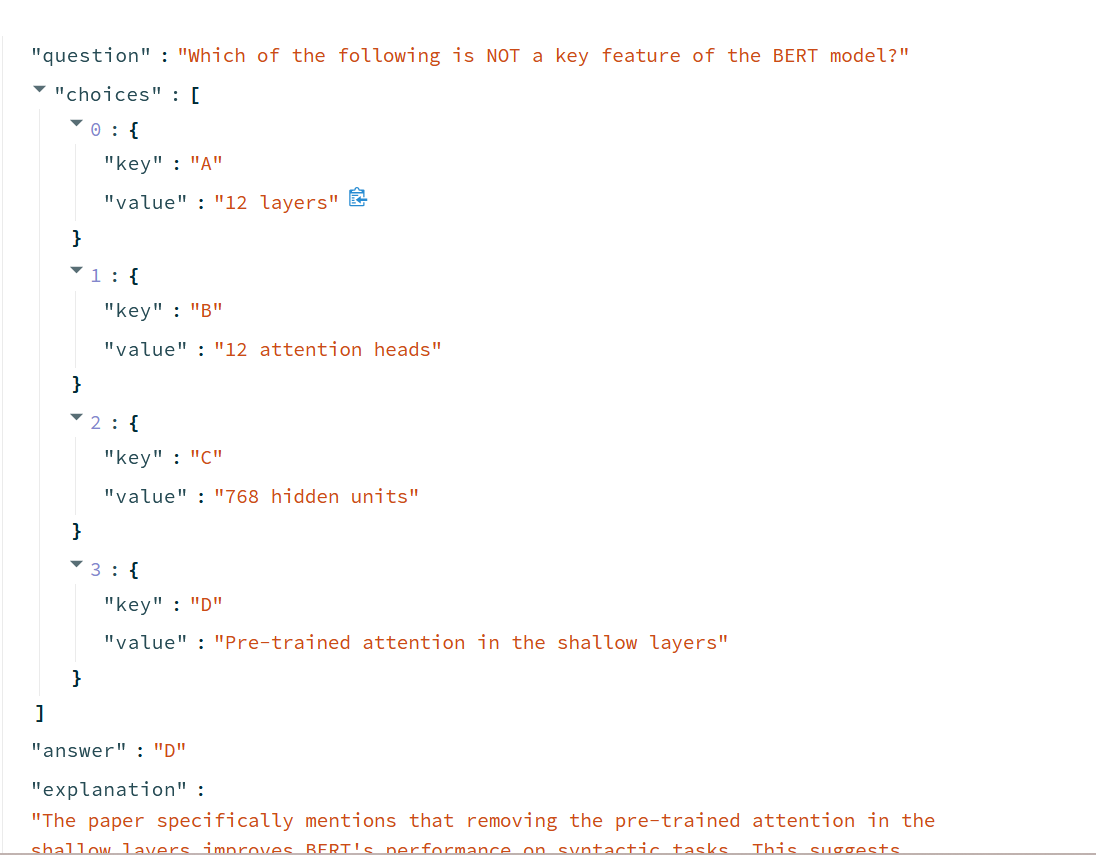 "question" : "Which of the following is NOT a key feature of the BERT model?"
"choices" : [
0 : {
"key" : "A"
"value" : "12 layers"
}
1 : {
"key" : "B"
"value" : "12 attention heads"
}
2 : {
"key" : "C"
"value" : "768 hidden units"
}
3 : {
"key" : "D"
"value" : "Pre-trained attention in the shallow layers"
}
]
"answer" : "D"
"explanation" :
"The paper specifically mentions that removing the pre-trained attention in the
shallow layers improves BERT's performance on syntactic tasks. This suggests